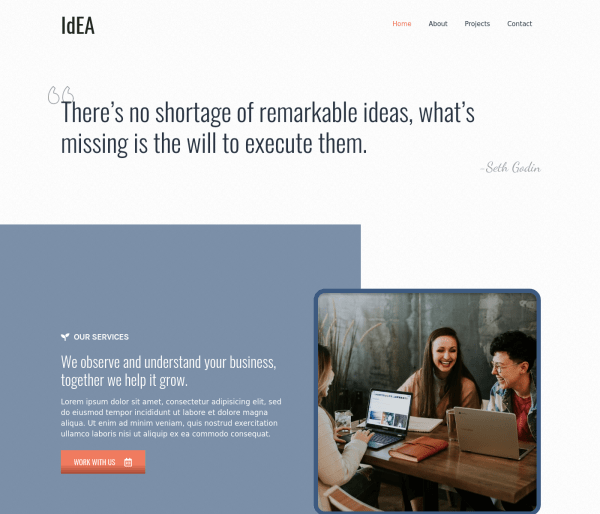 IdEA
Home About Projects Contact
There's no shortage of remarkable ideas, what's
missing is the will to execute them.
-Seth Godin
OUR SERVICES
We observe and understand your business,
together we help it grow.
Lorem ipsum dolor sit amet, consectetur adipisicing elit, sed
do eiusmod tempor incididunt ut labore et dolore magna
aliqua. Ut enim ad minim veniam, quis nostrud exercitation
ullamco laboris nisi ut aliquip ex ea commodo consequat.
WORK WITH US